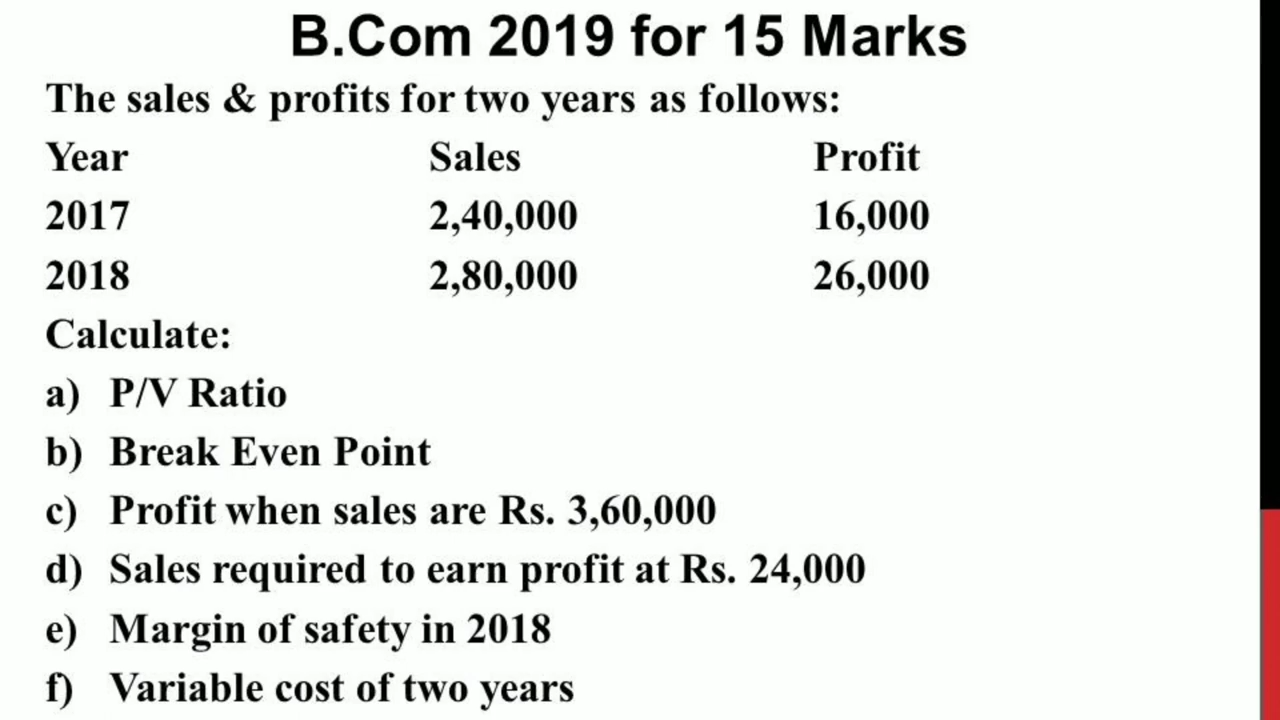 B.Com 2019 for 15 Marks
The sales & profits for two years as follows:
Year Sales Profit
2017 2,40,000 16,000
2018 2,80,000 26,000
Calculate:
a) P/V Ratio
b) Break Even Point
c) Profit when sales are Rs. 3,60,000
d) Sales required to earn profit at Rs. 24,000
e) Margin of safety in 2018
f) Variable cost of two years